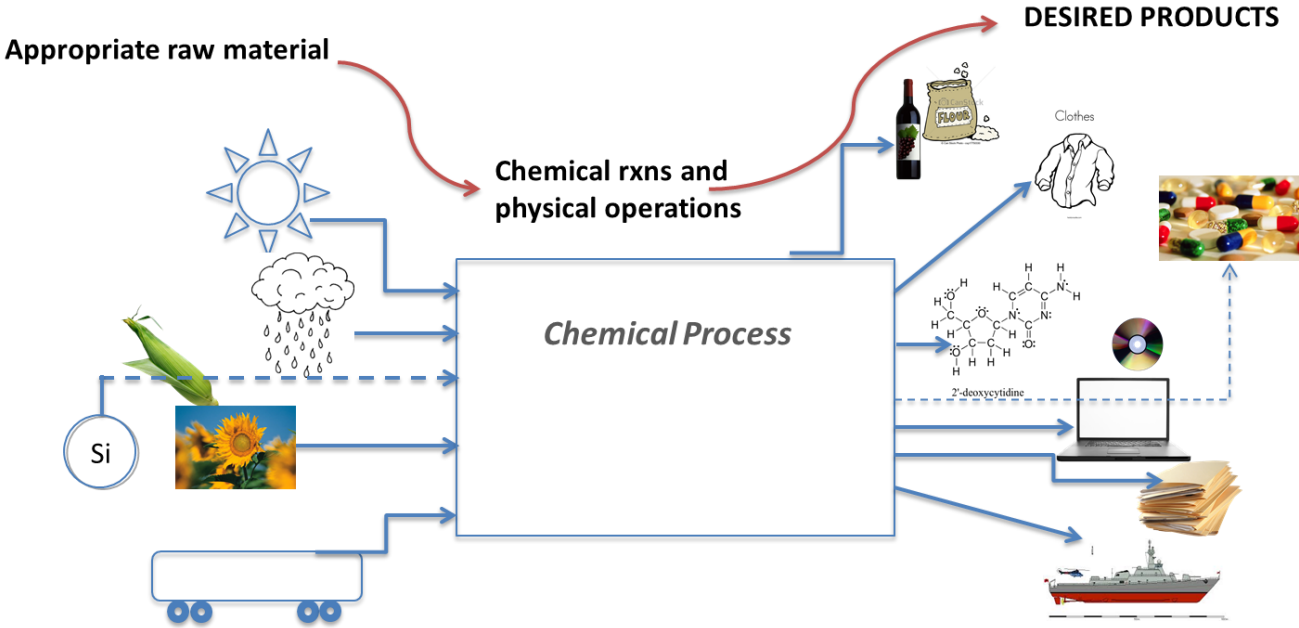 DESIRED PRODUCTS
Appropriate raw material
FLOUR
Clothes
Chemical rxns and
physical operations
Chemical Process
2'-deoxycytidine
Si
H
H
H
H
H
H
H
H
H
H
H
H
H
O
O
O
O
N
N
N
C
C
C
C
C
C
C
C
C